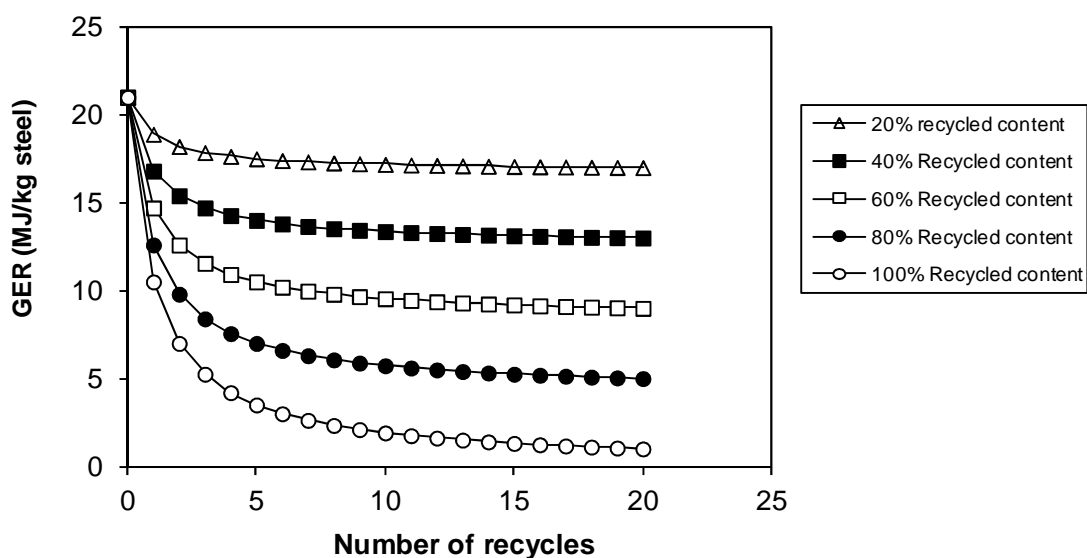 25
20
15
10
5
0
GER (MJ/kg steel)
0 5 10 15 20 25
Number of recycles
20% recycled content
40% Recycled content
60% Recycled content
80% Recycled content
100% Recycled content